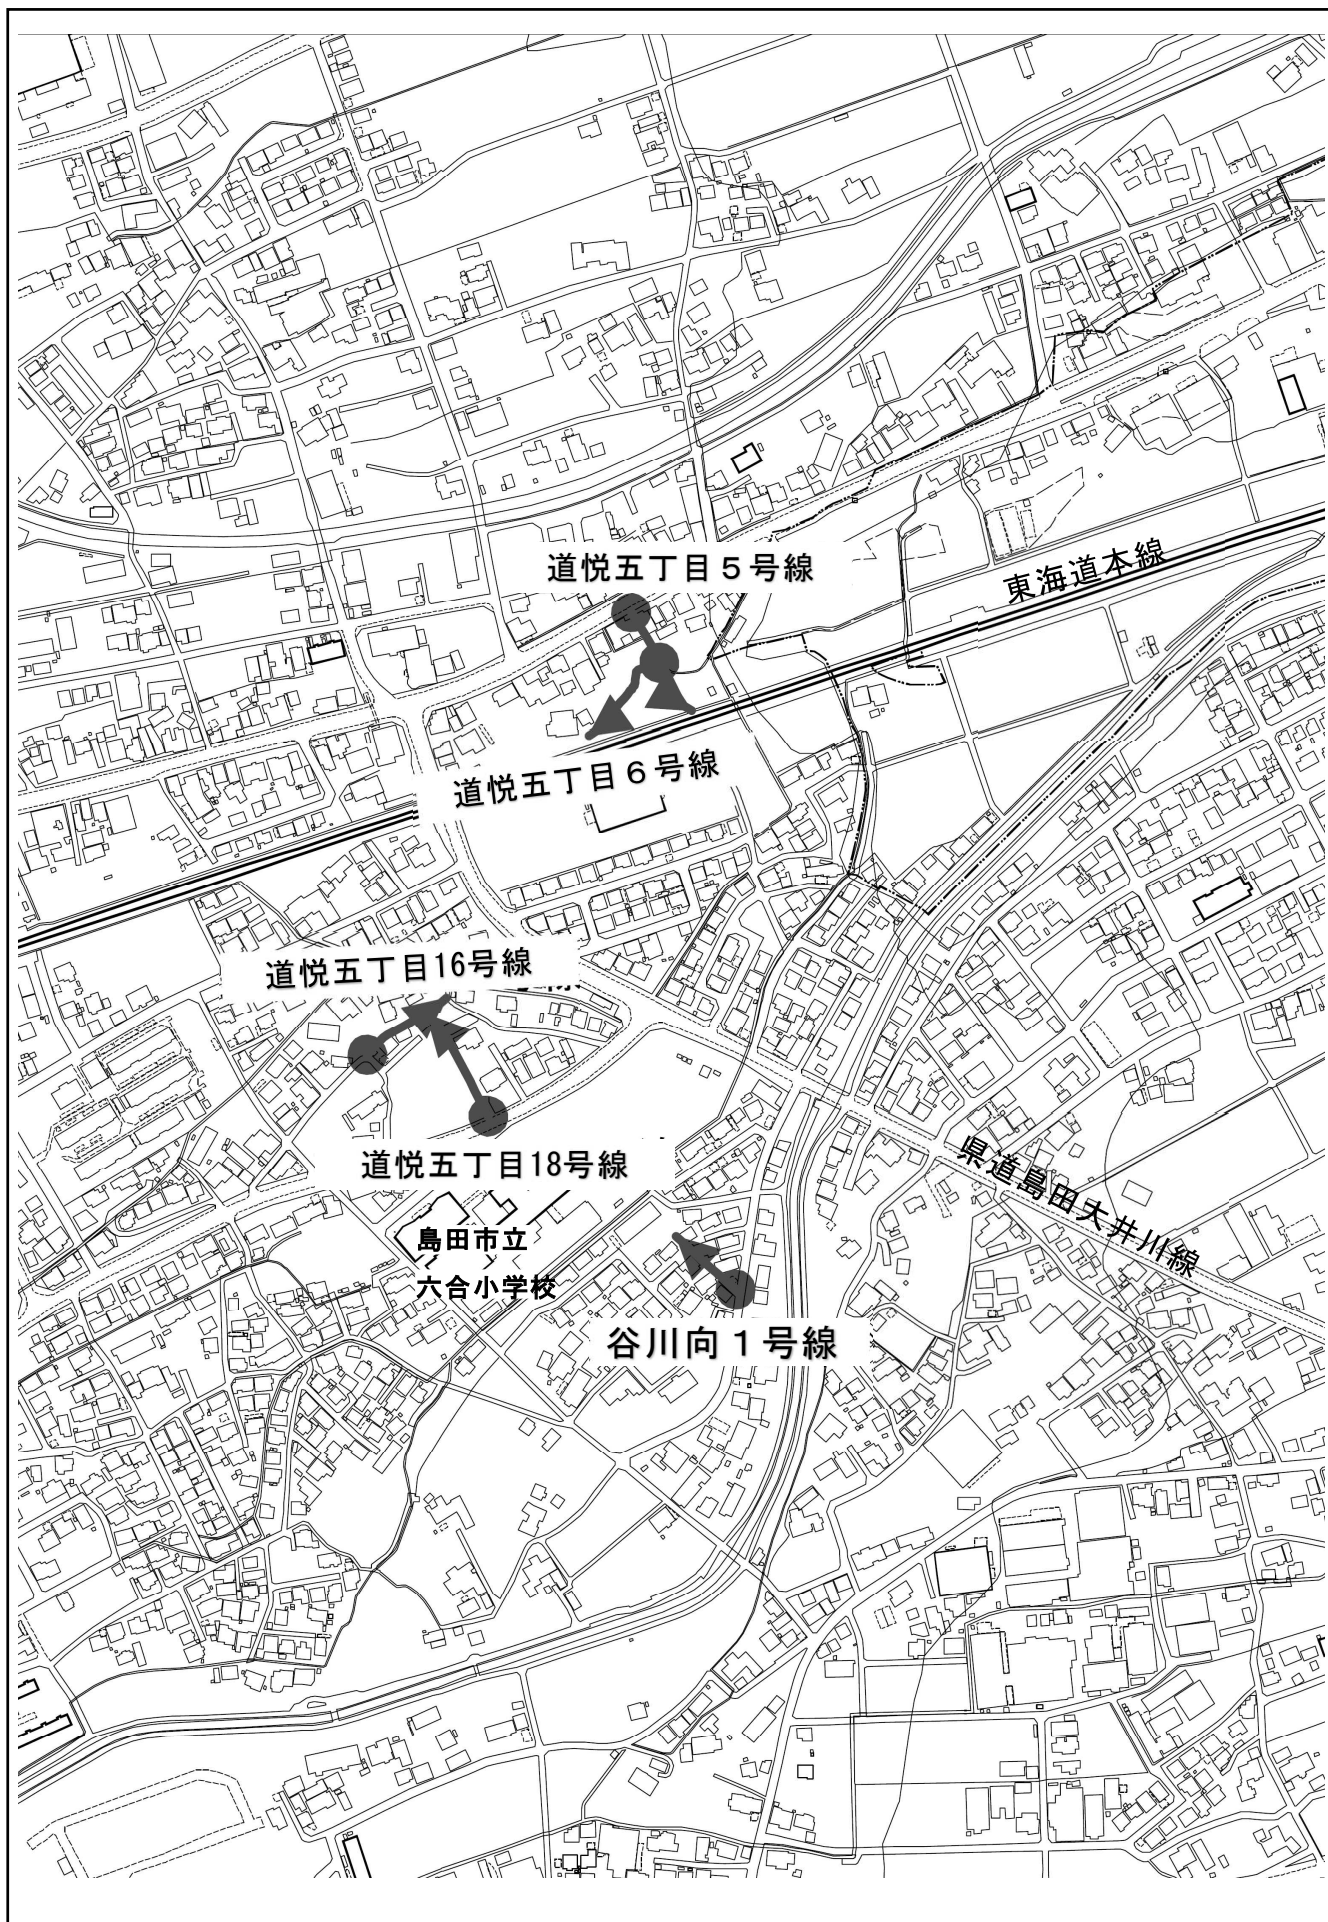 道悦五丁目５号線
東海道本線
道悦五丁目６号線
道悦五丁目16号線
道悦五丁目18号線
県道島田大井川線
島田市立
六合小学校
谷川向１号線